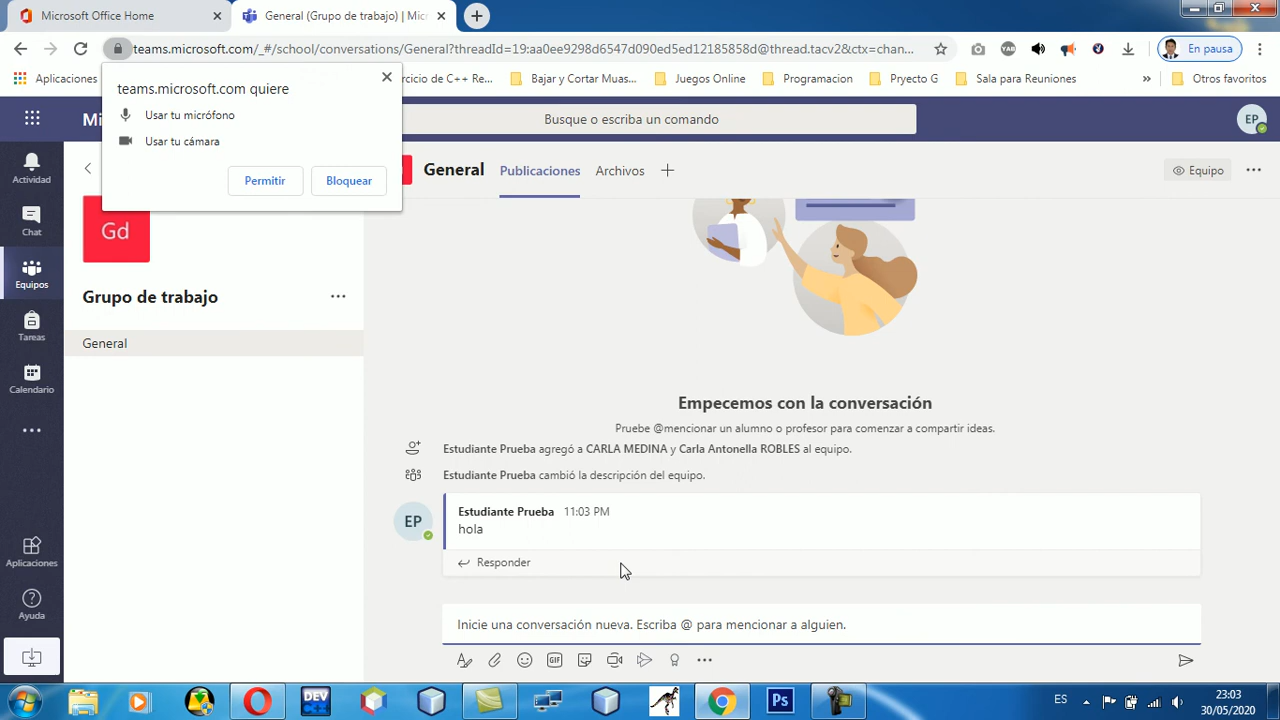 Microsoft Office Home
General (Grupo de trabajo) | Mic
teams.microsoft.com/_#/school/conversations/General?threadId=19:aa0ee9298d6547d090ed5ed12185858d@thread.tacv2&ctx=chan...
YAB
En pausa
Aplicaciones
rcicio de C++ Re...
Bajar y Cortar Muas...
Juegos Online
Programacion
Pryecto G
Sala para Reuniones
»
Otros favoritos
teams.microsoft.com quiere
Usar tu micrófono
Usar tu cámara
Permitir
Bloquear
Mi
Busque o escriba un comando
EP
Actividad
Chat
Equipos
Tareas
Calendario
Aplicaciones
Ayuda
Gd
Grupo de trabajo
General
General
Publicaciones
Archivos
Equipo
Empecemos con la conversación
Pruebe @mencionar un alumno o profesor para comenzar a compartir ideas.
Estudiante Prueba agregó a CARLA MEDINA y Carla Antonella ROBLES al equipo.
Estudiante Prueba cambió la descripción del equipo.
EP
Estudiante Prueba 11:03 PM
hola
Responder
Inicie una conversación nueva. Escriba @ para mencionar a alguien.
GIF
DEV C++
Ps
ES
23:03
30/05/2020